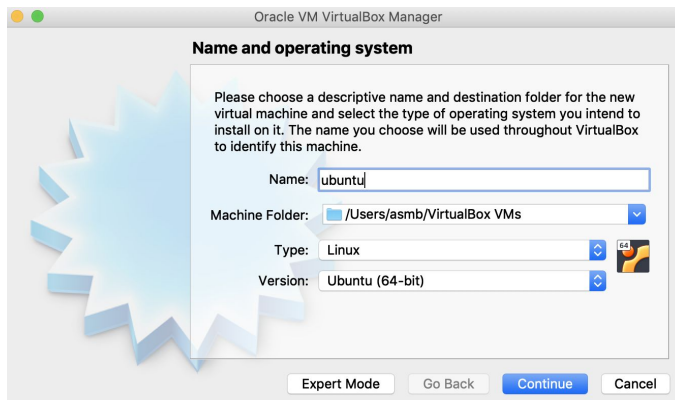 Oracle VM VirtualBox Manager
Name and operating system
Please choose a descriptive name and destination folder for the new
virtual machine and select the type of operating system you intend to
install on it. The name you choose will be used throughout VirtualBox
to identify this machine.
Name: ubuntu
Machine Folder: /Users/asmb/VirtualBox VMs
Type: Linux
64
Version: Ubuntu (64-bit)
Expert Mode Go Back Continue Cancel